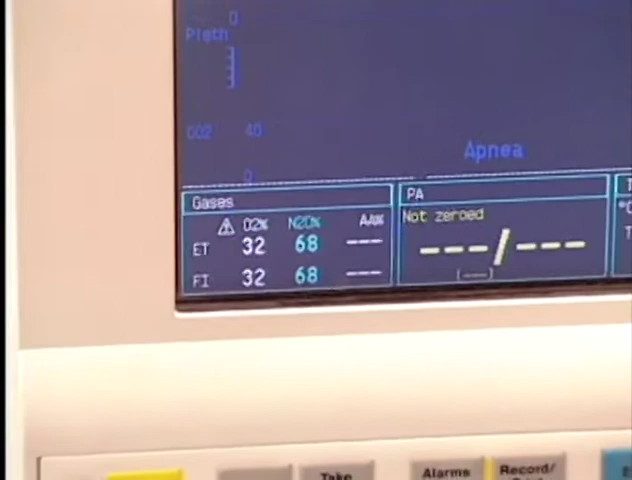 0
Pleth
CO2 40
0
Apnea
Gases
O2% N2O% AA%
ET 32 68 ---
FI 32 68 ---
PA
Not zeroed
---/---
(---)
T
°C
T
Take
Alarms
Record/